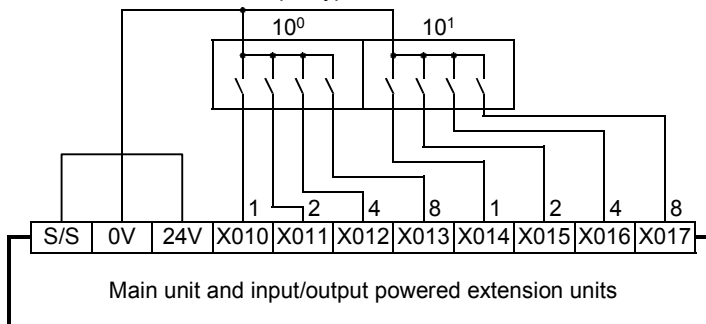 10⁰ 10¹
1 2 4 8 1 2 4 8
S/S 0V 24V X010 X011 X012 X013 X014 X015 X016 X017
Main unit and input/output powered extension units